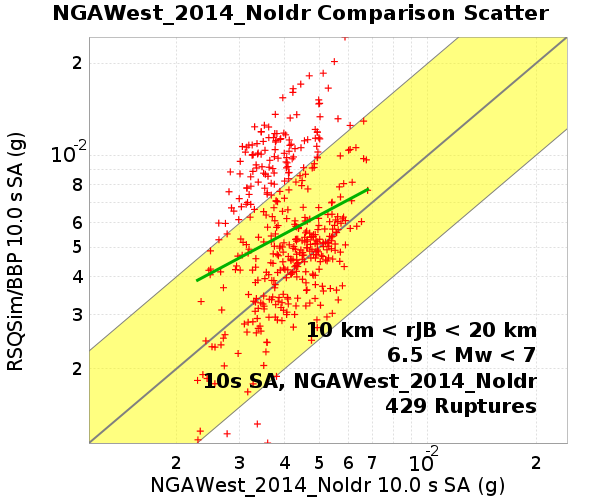 NGAWest_2014_NoIdr Comparison Scatter
RSQSim/BBP 10.0 s SA (g)
2
10-2
8
6
5
4
3
2
10 km < rJB < 20 km
6.5 < Mw < 7
10s SA, NGAWest_2014_NoIdr
429 Ruptures
2 3 4 5 6 7 10-2 2
NGAWest_2014_NoIdr 10.0 s SA (g)